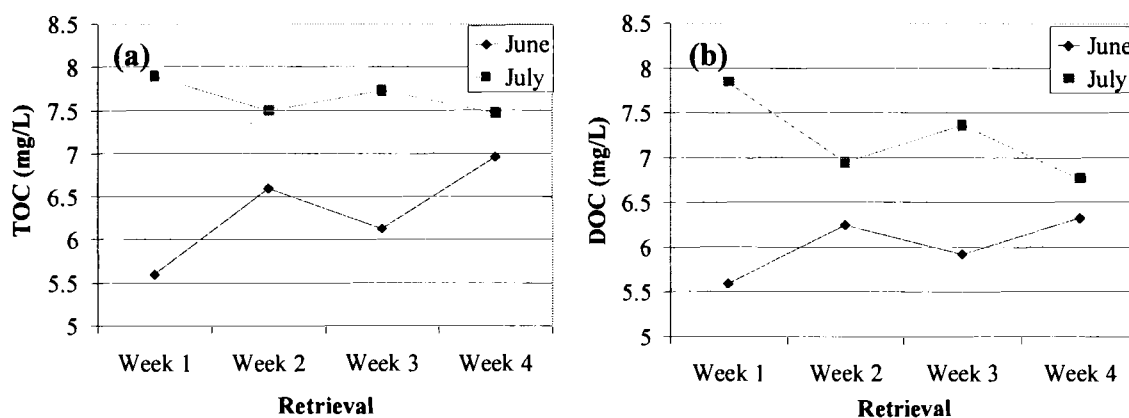 (a)
TOC (mg/L)
8.5
8
7.5
7
6.5
6
5.5
5
Week 1 Week 2 Week 3 Week 4
Retrieval
June
July
(b)
DOC (mg/L)
8.5
8
7.5
7
6.5
6
5.5
5
Week 1 Week 2 Week 3 Week 4
Retrieval
June
July